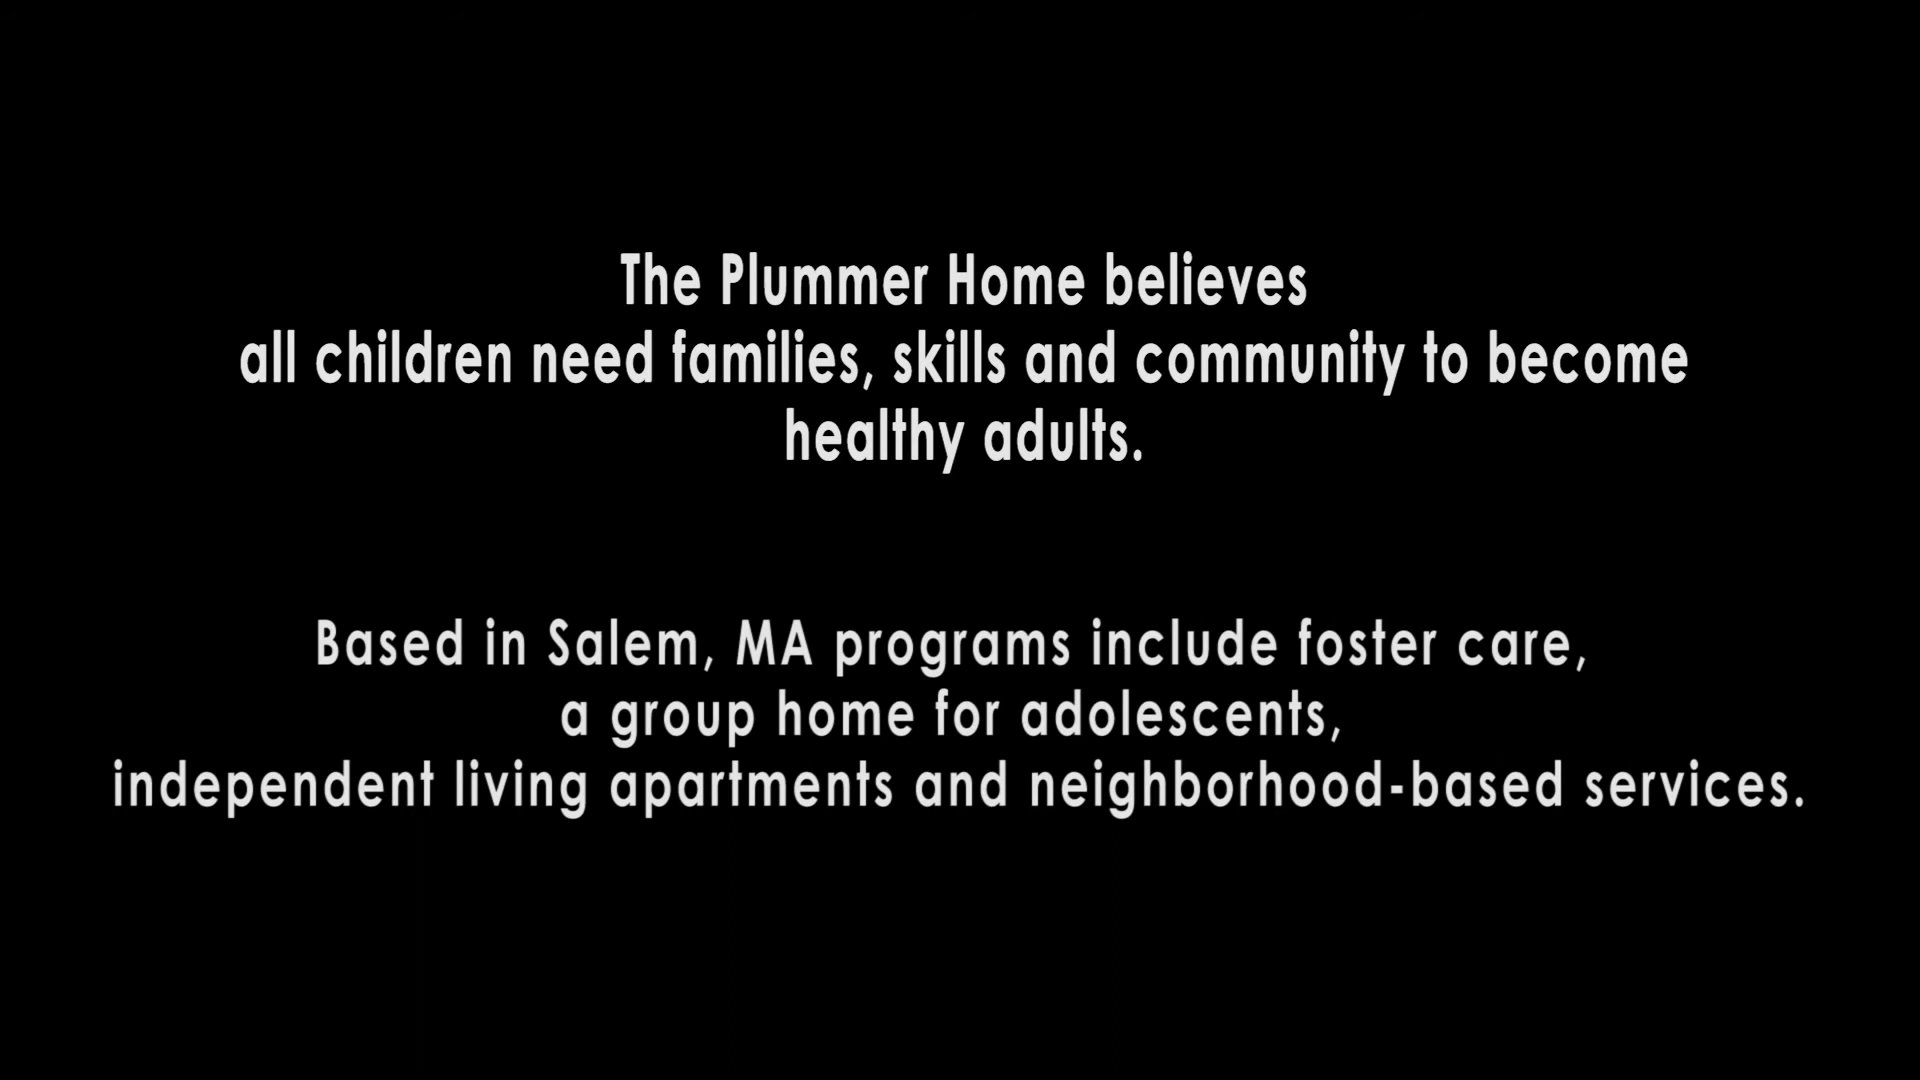 The Plummer Home believes
all children need families, skills and community to become
healthy adults.
Based in Salem, MA programs include foster care,
a group home for adolescents,
independent living apartments and neighborhood-based services.